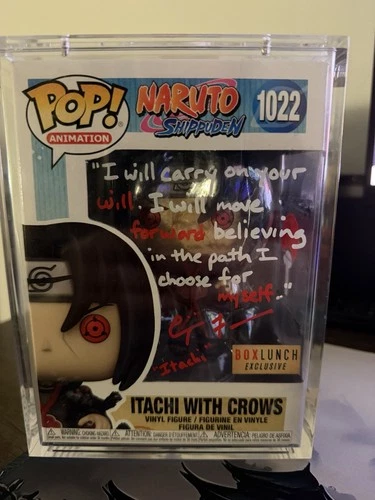 POP!
ANIMATION
NARUTO
SHIPPUDEN
1022
"I will carry on your
will. I will move
forward believing
in the path I
choose for
myself."
"Itachi"
BOXLUNCH
EXCLUSIVE
ITACHI WITH CROWS
VINYL FIGURE / FIGURINE EN VINYLE
FIGURA DE VINIL